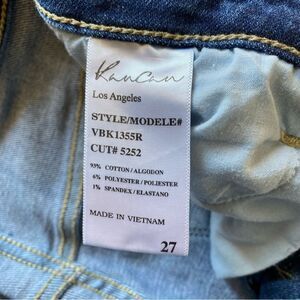 KanCan
Los Angeles
STYLE/MODELE#
VBK1355R
CUT# 5252
93% COTTON / ALGODON
6% POLYESTER / POLIESTER
1% SPANDEX / ELASTANO
MADE IN VIETNAM
27